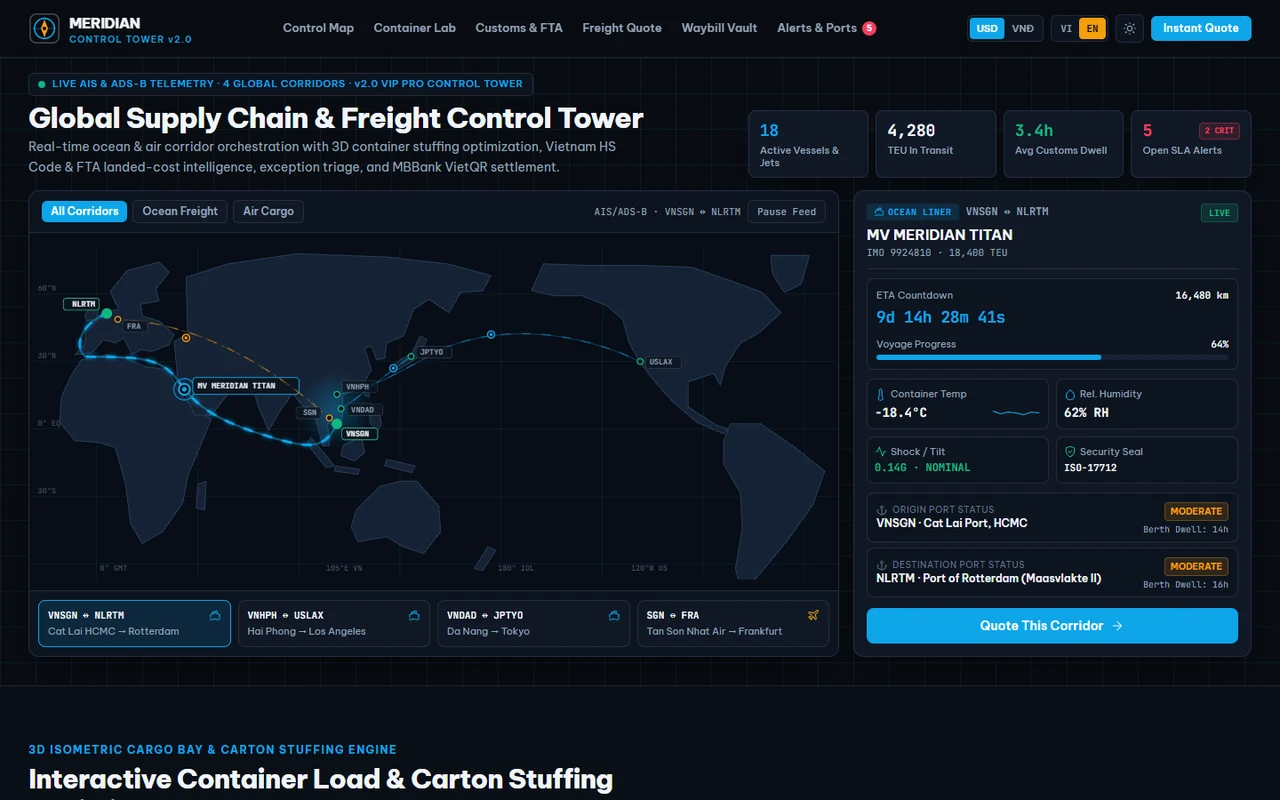 MERIDIAN
CONTROL TOWER v2.0
Control Map
Container Lab
Customs & FTA
Freight Quote
Waybill Vault
Alerts & Ports 5
USD VNĐ
VI EN
Instant Quote
LIVE AIS & ADS-B TELEMETRY · 4 GLOBAL CORRIDORS · v2.0 VIP PRO CONTROL TOWER
Global Supply Chain & Freight Control Tower
Real-time ocean & air corridor orchestration with 3D container stuffing optimization, Vietnam HS
Code & FTA landed-cost intelligence, exception triage, and MBBank VietQR settlement.
18
Active Vessels &
Jets
4,280
TEU In Transit
3.4h
Avg Customs Dwell
5
2 CRIT
Open SLA Alerts
All Corridors
Ocean Freight
Air Cargo
AIS/ADS-B · VNSGN ↔ NLRTM
Pause Feed
60°N
30°N
0° EQ
30°S
0° GMT
105°E VN
180° IDL
120°W US
NLRTM
FRA
MV MERIDIAN TITAN
JPTYO
USLAX
VNHPH
VNDAD
SGN
VNSGN
VNSGN ↔ NLRTM
Cat Lai HCMC → Rotterdam
VNHPH ↔ USLAX
Hai Phong → Los Angeles
VNDAD ↔ JPTYO
Da Nang → Tokyo
SGN ↔ FRA
Tan Son Nhat Air → Frankfurt
OCEAN LINER
VNSGN ↔ NLRTM
LIVE
MV MERIDIAN TITAN
IMO 9924810 · 18,400 TEU
ETA Countdown
16,480 km
9d 14h 28m 41s
Voyage Progress
64%
Container Temp
-18.4°C
Rel. Humidity
62% RH
Shock / Tilt
0.14G · NOMINAL
Security Seal
ISO-17712
ORIGIN PORT STATUS
VNSGN · Cat Lai Port, HCMC
MODERATE
Berth Dwell: 14h
DESTINATION PORT STATUS
NLRTM · Port of Rotterdam (Maasvlakte II)
MODERATE
Berth Dwell: 16h
Quote This Corridor →
3D ISOMETRIC CARGO BAY & CARTON STUFFING ENGINE
Interactive Container Load & Carton Stuffing